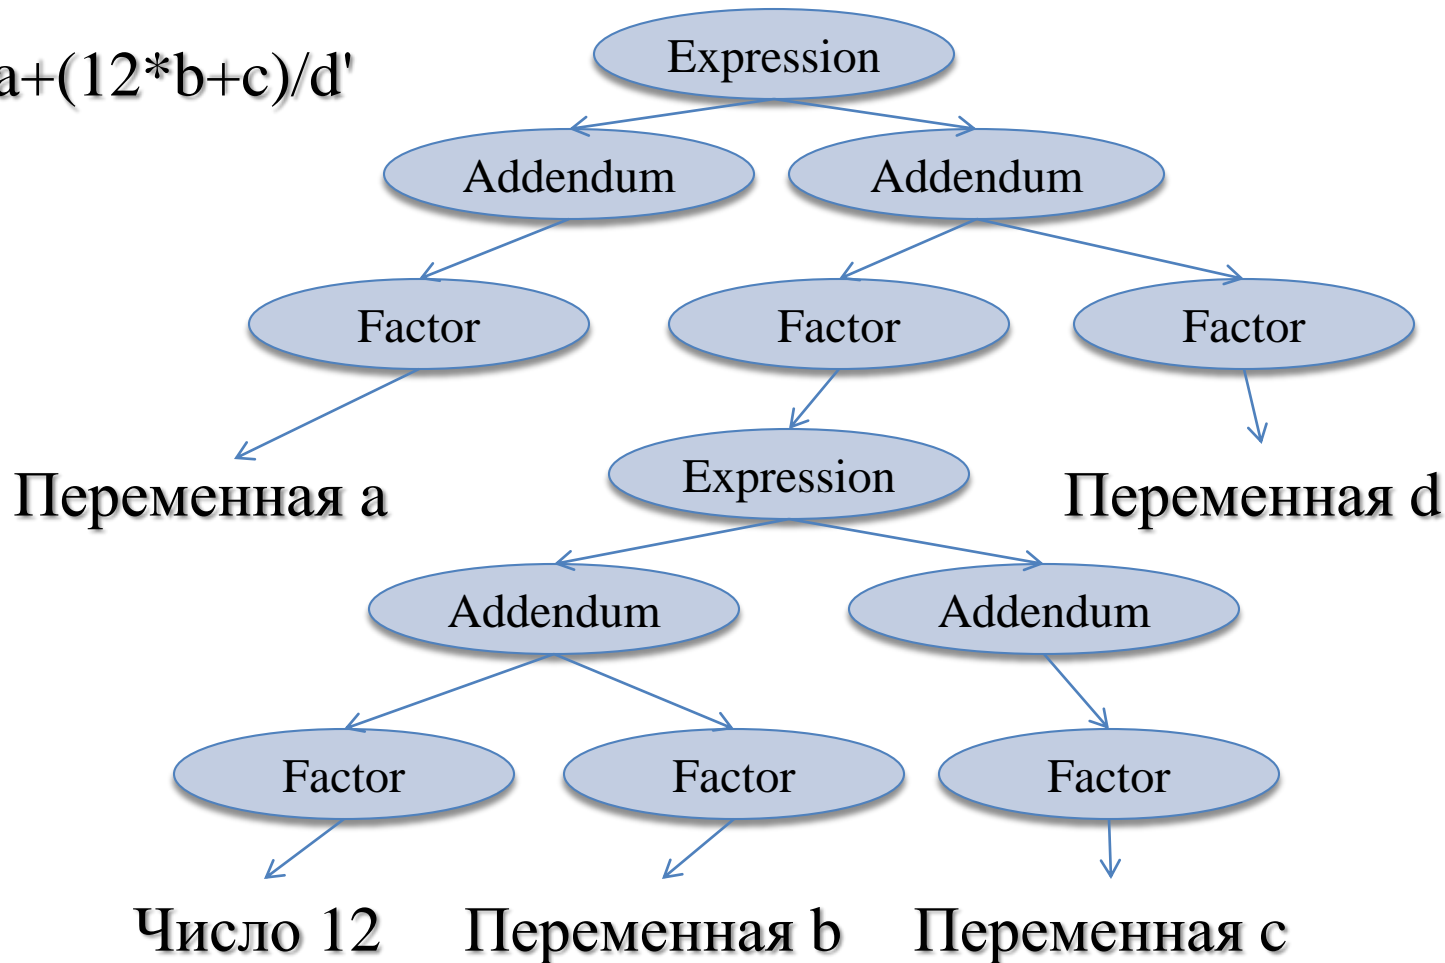 a+(12*b+c)/d'
Expression
Addendum Addendum
Factor Factor Factor
Переменная a Expression Переменная d
Addendum Addendum
Factor Factor Factor
Число 12 Переменная b Переменная c